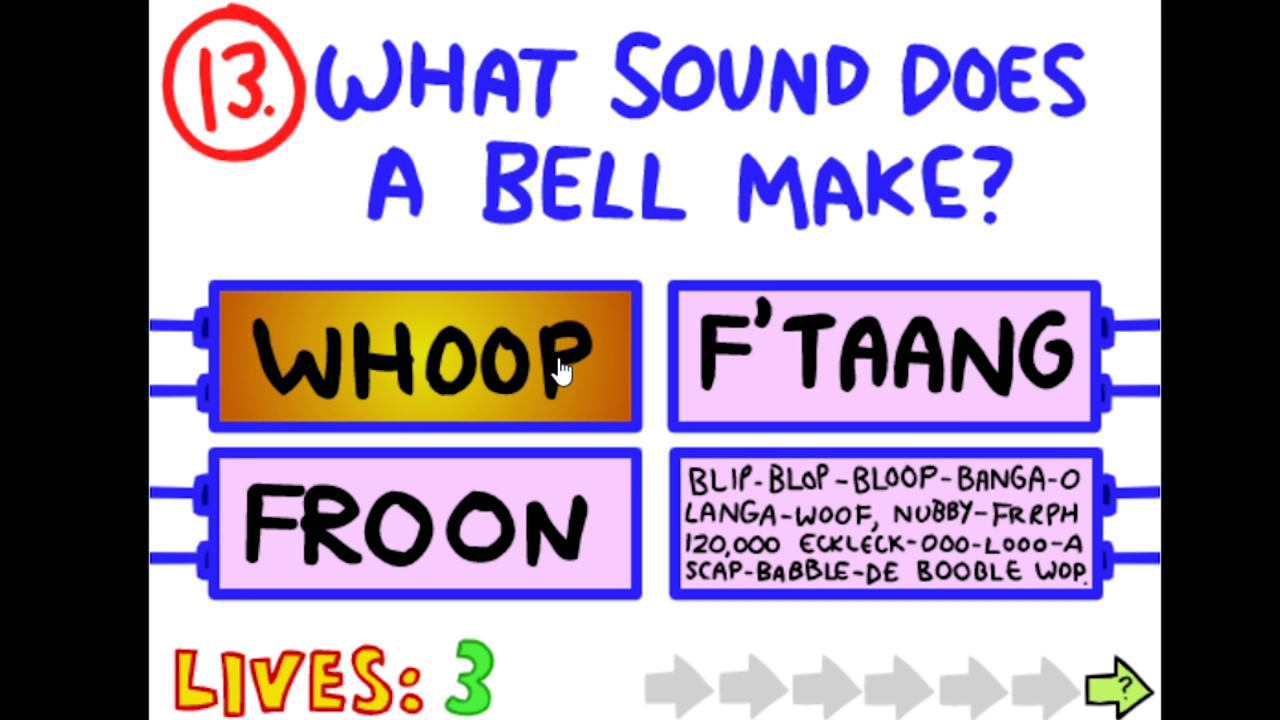 13. WHAT SOUND DOES
A BELL MAKE?
WHOOP
F'TAANG
FROON
BLIP-BLOP-BLOOP-BANGA-O
LANGA-WOOF, NUBBY-FRRPH
120,000 ECKLECK-OOO-LOOO-A
SCAP-BABBLE-DE BOOBLE WOP.
LIVES: 3
?